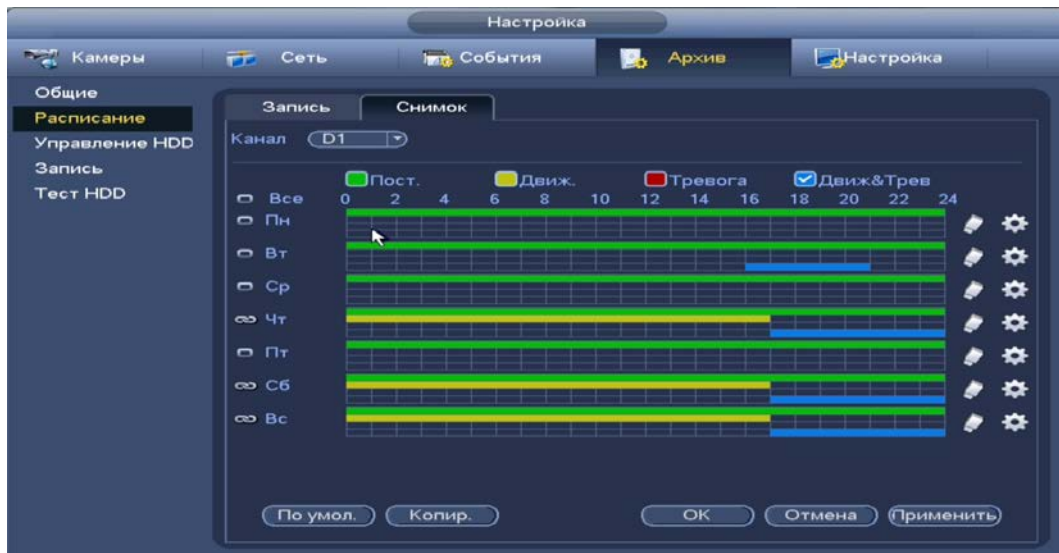 Настройка
Камеры Сеть События Архив Настройка
Общие
Расписание
Управление HDD
Запись
Тест HDD
Запись Снимок
Канал D1
Пост. Движ. Тревога Движ&Трев
Все 0 2 4 6 8 10 12 14 16 18 20 22 24
Пн
Вт
Ср
Чт
Пт
Сб
Вс
По умол. Копир. OK Отмена Применить